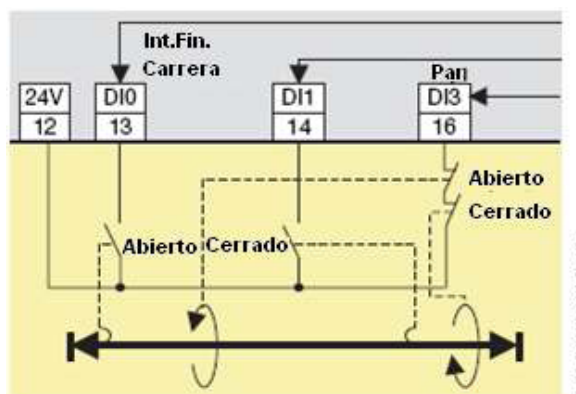 Int.Fin.
Carrera
Pan
24V DI0 DI1 DI3
12 13 14 16
Abierto
Cerrado
Abierto Cerrado